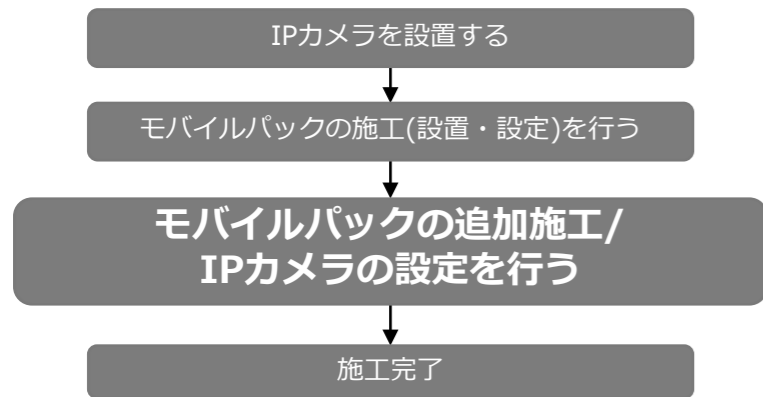 IPカメラを設置する
モバイルパックの施工(設置・設定)を行う
モバイルパックの追加施工/
IPカメラの設定を行う
施工完了